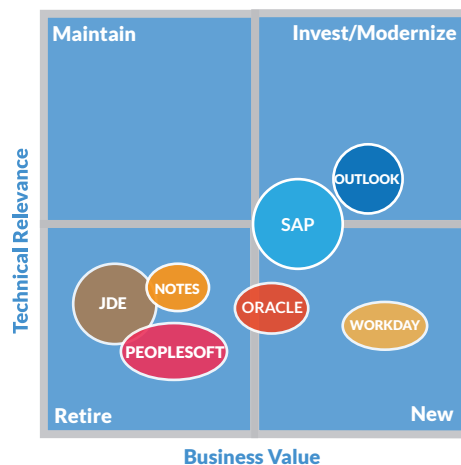 Maintain
Invest/Modernize
OUTLOOK
SAP
Technical Relevance
NOTES
JDE
ORACLE
WORKDAY
PEOPLESOFT
Retire
New
Business Value